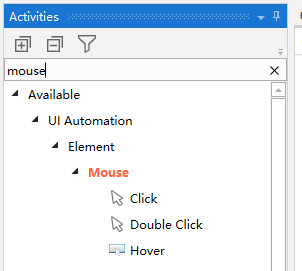 Activities
mouse
Available
UI Automation
Element
Mouse
Click
Double Click
Hover